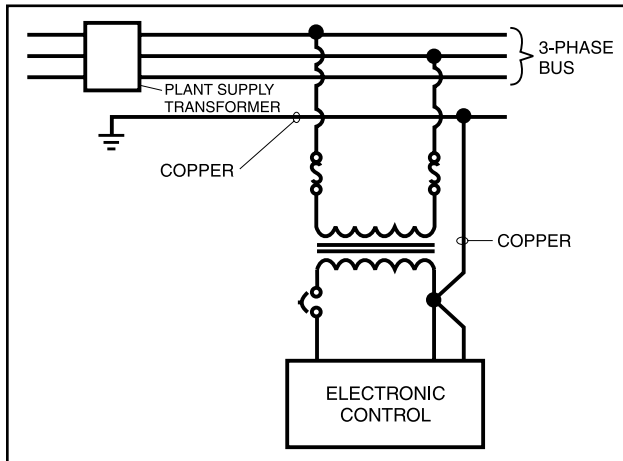 3-PHASE
BUS
PLANT SUPPLY
TRANSFORMER
COPPER
COPPER
ELECTRONIC
CONTROL